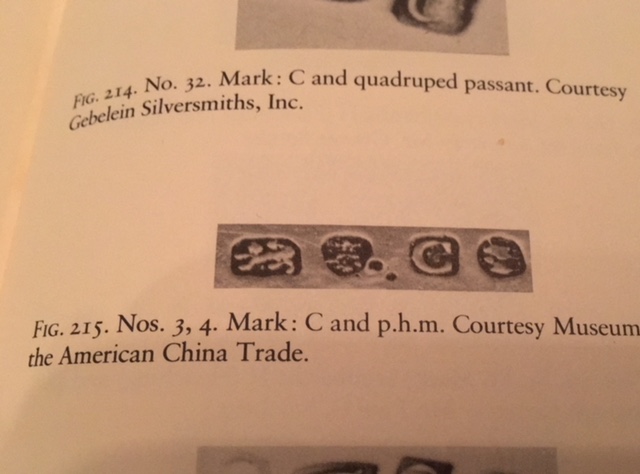 C
FIG. 214. No. 32. Mark: C and quadruped passant. Courtesy
Gebelein Silversmiths, Inc.
C
FIG. 215. Nos. 3, 4. Mark: C and p.h.m. Courtesy Museum
the American China Trade.